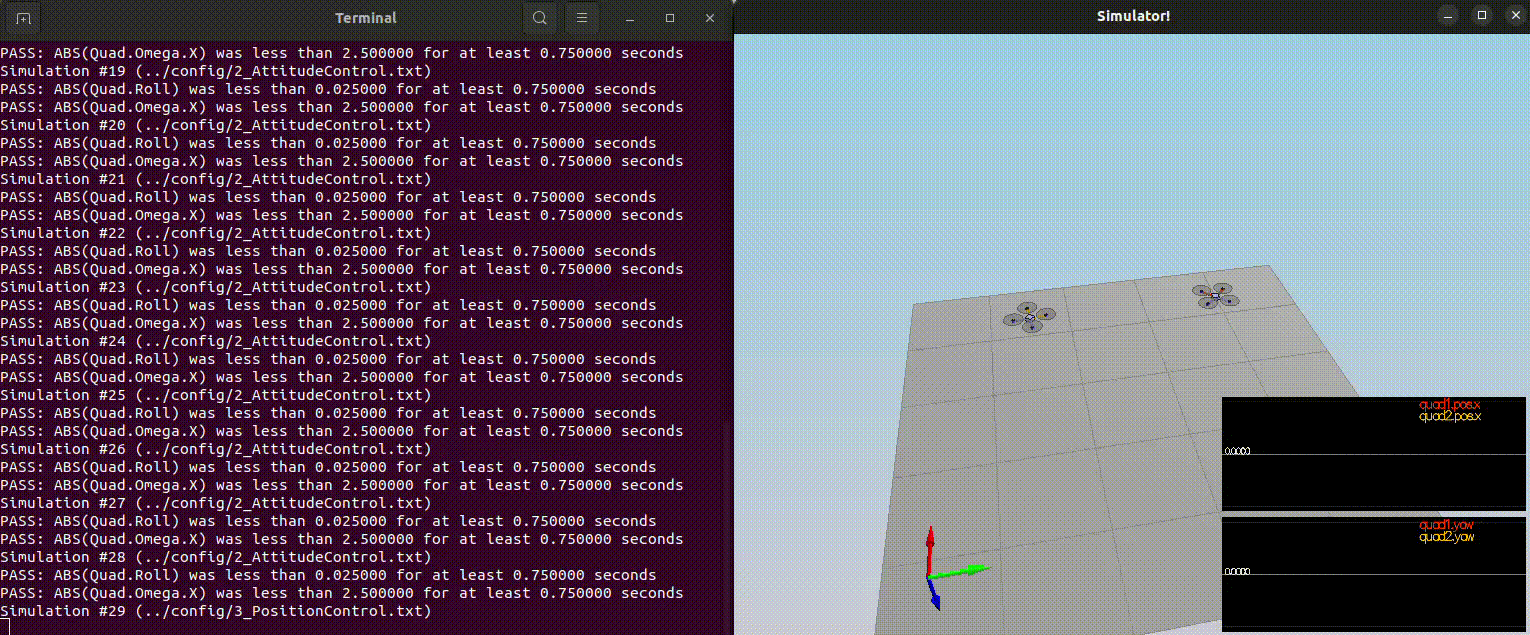 Terminal
PASS: ABS(Quad.Omega.X) was less than 2.500000 for at least 0.750000 seconds
Simulation #19 (../config/2_AttitudeControl.txt)
PASS: ABS(Quad.Roll) was less than 0.025000 for at least 0.750000 seconds
PASS: ABS(Quad.Omega.X) was less than 2.500000 for at least 0.750000 seconds
Simulation #20 (../config/2_AttitudeControl.txt)
PASS: ABS(Quad.Roll) was less than 0.025000 for at least 0.750000 seconds
PASS: ABS(Quad.Omega.X) was less than 2.500000 for at least 0.750000 seconds
Simulation #21 (../config/2_AttitudeControl.txt)
PASS: ABS(Quad.Roll) was less than 0.025000 for at least 0.750000 seconds
PASS: ABS(Quad.Omega.X) was less than 2.500000 for at least 0.750000 seconds
Simulation #22 (../config/2_AttitudeControl.txt)
PASS: ABS(Quad.Roll) was less than 0.025000 for at least 0.750000 seconds
PASS: ABS(Quad.Omega.X) was less than 2.500000 for at least 0.750000 seconds
Simulation #23 (../config/2_AttitudeControl.txt)
PASS: ABS(Quad.Roll) was less than 0.025000 for at least 0.750000 seconds
PASS: ABS(Quad.Omega.X) was less than 2.500000 for at least 0.750000 seconds
Simulation #24 (../config/2_AttitudeControl.txt)
PASS: ABS(Quad.Roll) was less than 0.025000 for at least 0.750000 seconds
PASS: ABS(Quad.Omega.X) was less than 2.500000 for at least 0.750000 seconds
Simulation #25 (../config/2_AttitudeControl.txt)
PASS: ABS(Quad.Roll) was less than 0.025000 for at least 0.750000 seconds
PASS: ABS(Quad.Omega.X) was less than 2.500000 for at least 0.750000 seconds
Simulation #26 (../config/2_AttitudeControl.txt)
PASS: ABS(Quad.Roll) was less than 0.025000 for at least 0.750000 seconds
PASS: ABS(Quad.Omega.X) was less than 2.500000 for at least 0.750000 seconds
Simulation #27 (../config/2_AttitudeControl.txt)
PASS: ABS(Quad.Roll) was less than 0.025000 for at least 0.750000 seconds
PASS: ABS(Quad.Omega.X) was less than 2.500000 for at least 0.750000 seconds
Simulation #28 (../config/2_AttitudeControl.txt)
PASS: ABS(Quad.Roll) was less than 0.025000 for at least 0.750000 seconds
PASS: ABS(Quad.Omega.X) was less than 2.500000 for at least 0.750000 seconds
Simulation #29 (../config/3_PositionControl.txt)
Simulator!
quad1.pos.x
quad2.pos.x
0.0000
quad1.yaw
quad2.yaw
0.0000